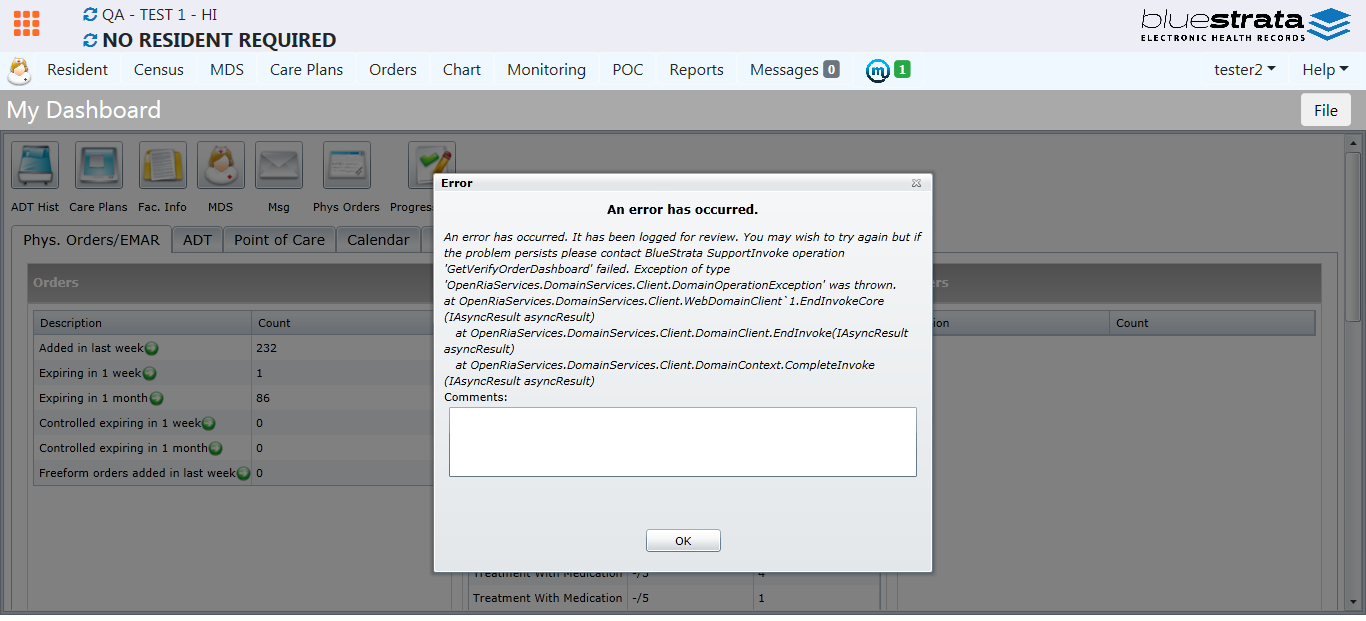 QA - TEST 1 - HI
NO RESIDENT REQUIRED
bluestrata
ELECTRONIC HEALTH RECORDS
Resident Census MDS Care Plans Orders Chart Monitoring POC Reports Messages 0 m 1 tester2 Help
My Dashboard
File
ADT Hist Care Plans Fac. Info MDS Msg Phys Orders Progres
Phys. Orders/EMAR ADT Point of Care Calendar
Orders
Description Count
Added in last week 232
Expiring in 1 week 1
Expiring in 1 month 86
Controlled expiring in 1 week 0
Controlled expiring in 1 month 0
Freeform orders added in last week 0
Error
An error has occurred.
An error has occurred. It has been logged for review. You may wish to try again but if
the problem persists please contact BlueStrata SupportInvoke operation
'GetVerifyOrderDashboard' failed. Exception of type
'OpenRiaServices.DomainServices.Client.DomainOperationException' was thrown.
at OpenRiaServices.DomainServices.Client.WebDomainClient`1.EndInvokeCore
(IAsyncResult asyncResult)
at OpenRiaServices.DomainServices.Client.DomainClient.EndInvoke(IAsyncResult
asyncResult)
at OpenRiaServices.DomainServices.Client.DomainContext.CompleteInvoke
(IAsyncResult asyncResult)
Comments:
OK
ers
ion Count
Treatment With Medication -/5 4
Treatment With Medication -/5 1